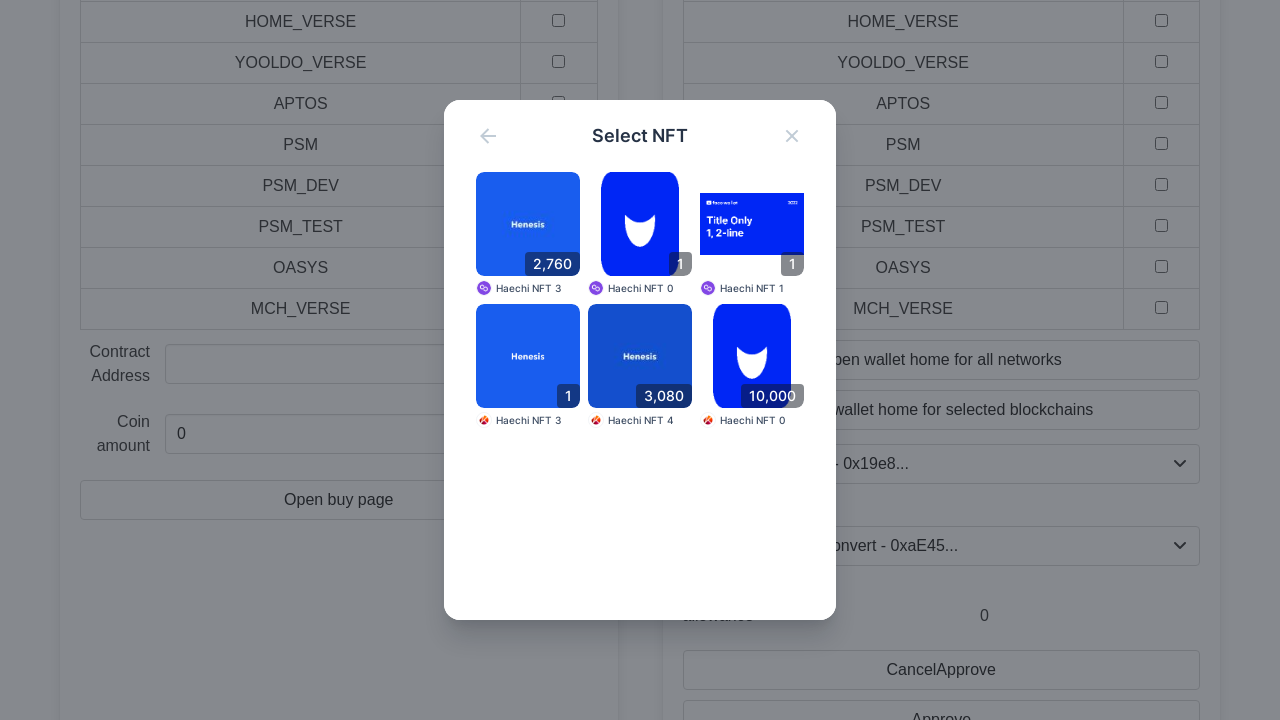 HOME_VERSE
HOME_VERSE
YOOLDO_VERSE
YOOLDO_VERSE
APTOS
APTOS
PSM
PSM
PSM_DEV
PSM_DEV
PSM_TEST
PSM_TEST
OASYS
OASYS
MCH_VERSE
MCH_VERSE
Contract
Address
Coin
amount
0
Open buy page
Select NFT
Henesis
2,760
Haechi NFT 3
1
Haechi NFT 0
face wallet
2022
Title Only
1, 2-line
1
Haechi NFT 1
Henesis
1
Haechi NFT 3
Henesis
3,080
Haechi NFT 4
10,000
Haechi NFT 0
pen wallet home for all networks
wallet home for selected blockchains
- 0x19e8...
onvert - 0xaE45...
0
CancelApprove
Approve